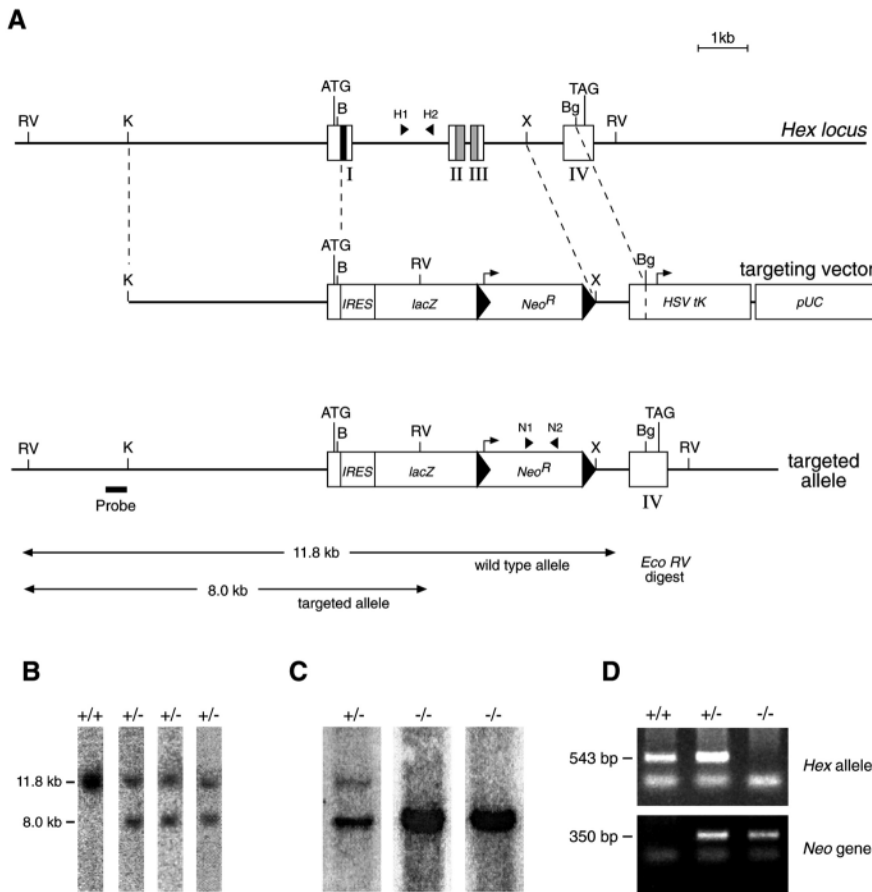 A
1kb
ATG
B
H1 H2
TAG
Bg
RV K X RV Hex locus
I II III IV
ATG
B
RV
Bg
targeting vector
K X
IRES lacZ NeoR HSV tK pUC
ATG
B
N1 N2
TAG
Bg
RV K RV X RV targeted allele
IRES lacZ NeoR
Probe
IV
11.8 kb
wild type allele
Eco RV digest
8.0 kb
targeted allele
B
+/+ +/- +/- +/-
11.8 kb
8.0 kb
C
+/- -/- -/-
D
+/+ +/- -/-
543 bp
Hex allele
350 bp
Neo gene